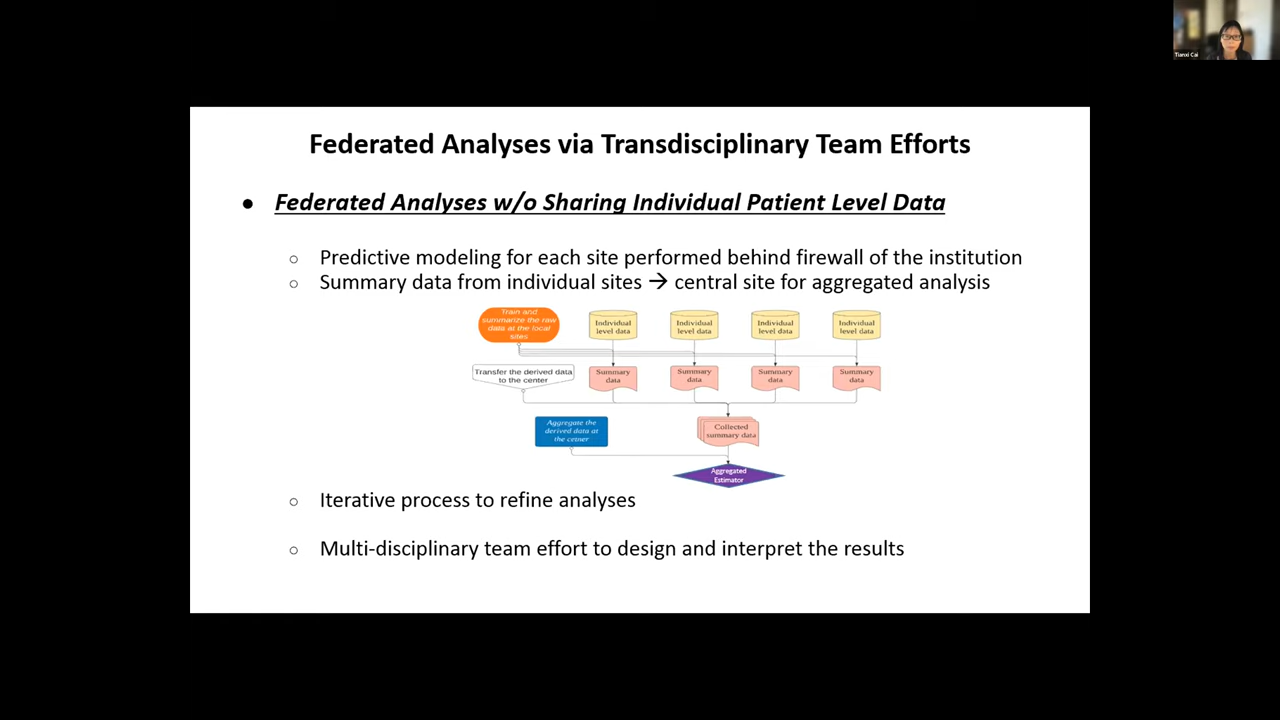 Tianxi Cai
Federated Analyses via Transdisciplinary Team Efforts
● Federated Analyses w/o Sharing Individual Patient Level Data
○ Predictive modeling for each site performed behind firewall of the institution
○ Summary data from individual sites → central site for aggregated analysis
Train and
summarize the raw
data at the local
sites
Individual
level data
Individual
level data
Individual
level data
Individual
level data
Transfer the derived data
to the center
Summary
data
Summary
data
Summary
data
Summary
data
Aggregate the
derived data at
the cetner
Collected
summary data
Aggregated
Estimator
○ Iterative process to refine analyses
○ Multi-disciplinary team effort to design and interpret the results